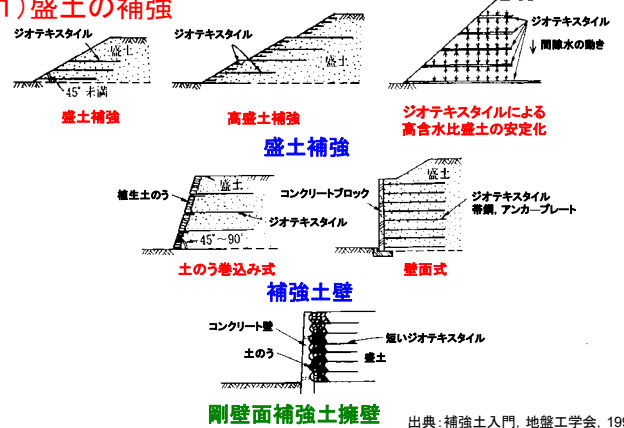 1)盛土の補強
ジオテキスタイル
盛土
45°未満
盛土補強
ジオテキスタイル
盛土
高盛土補強
ジオテキスタイル
間隙水の動き
ジオテキスタイルによる
高含水比盛土の安定化
盛土補強
植生土のう
盛土
ジオテキスタイル
45°～90°
土のう巻込み式
コンクリートブロック
盛土
ジオテキスタイル
帯鋼，アンカープレート
壁面式
補強土壁
コンクリート壁
土のう
短いジオテキスタイル
盛土
剛壁面補強土擁壁
出典：補強土入門，地盤工学会，199